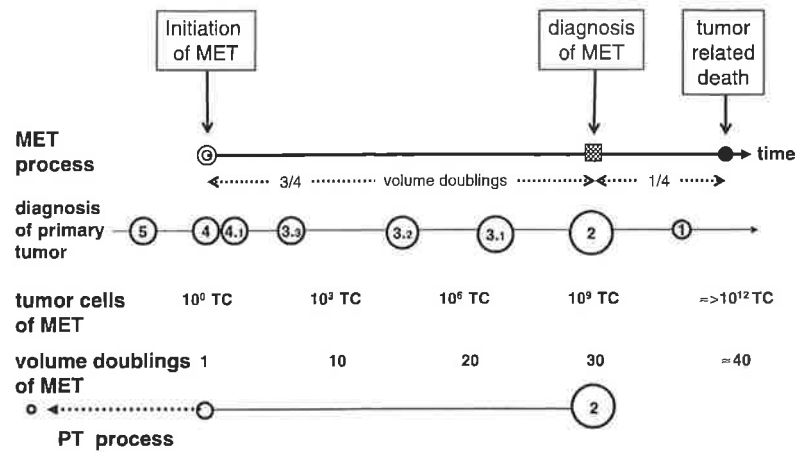 Initiation
of MET
diagnosis
of MET
tumor
related
death
MET
process
time
3/4 volume doublings 1/4
diagnosis
of primary
tumor
5 4 4.1 3.3 3.2 3.1 2 1
tumor cells
of MET
10⁰ TC 10³ TC 10⁶ TC 10⁹ TC ≈>10¹² TC
volume doublings
of MET
1 10 20 30 ≈40
2
PT process